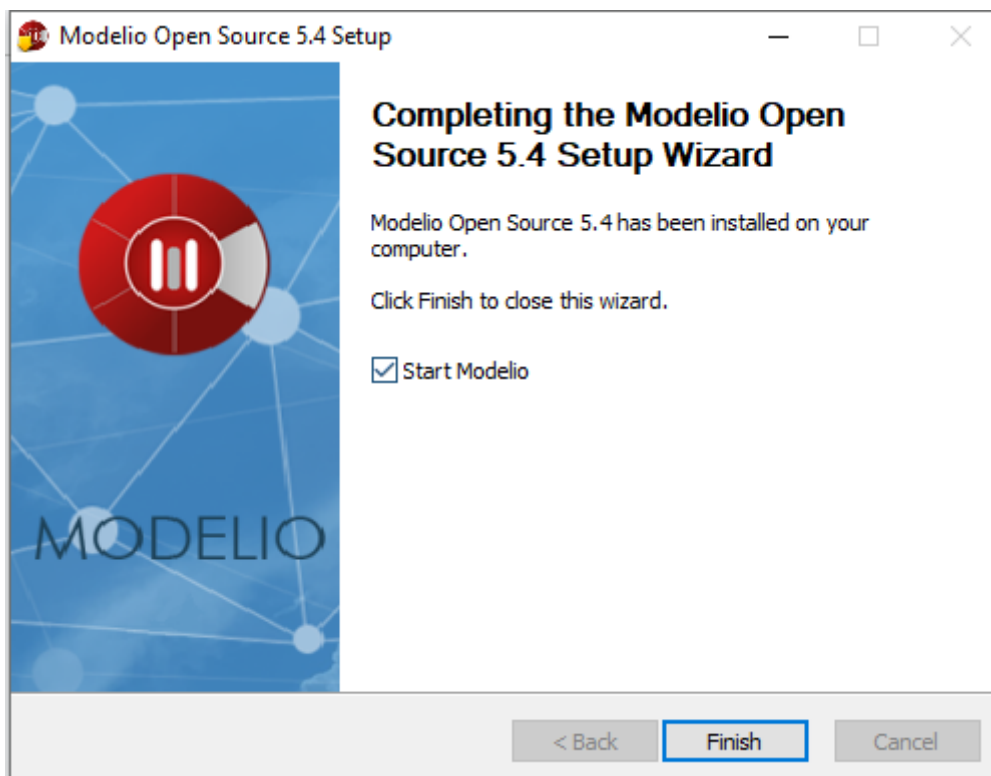 Modelio Open Source 5.4 Setup
Completing the Modelio Open
Source 5.4 Setup Wizard
Modelio Open Source 5.4 has been installed on your
computer.
Click Finish to close this wizard.
Start Modelio
MODELIO
< Back
Finish
Cancel